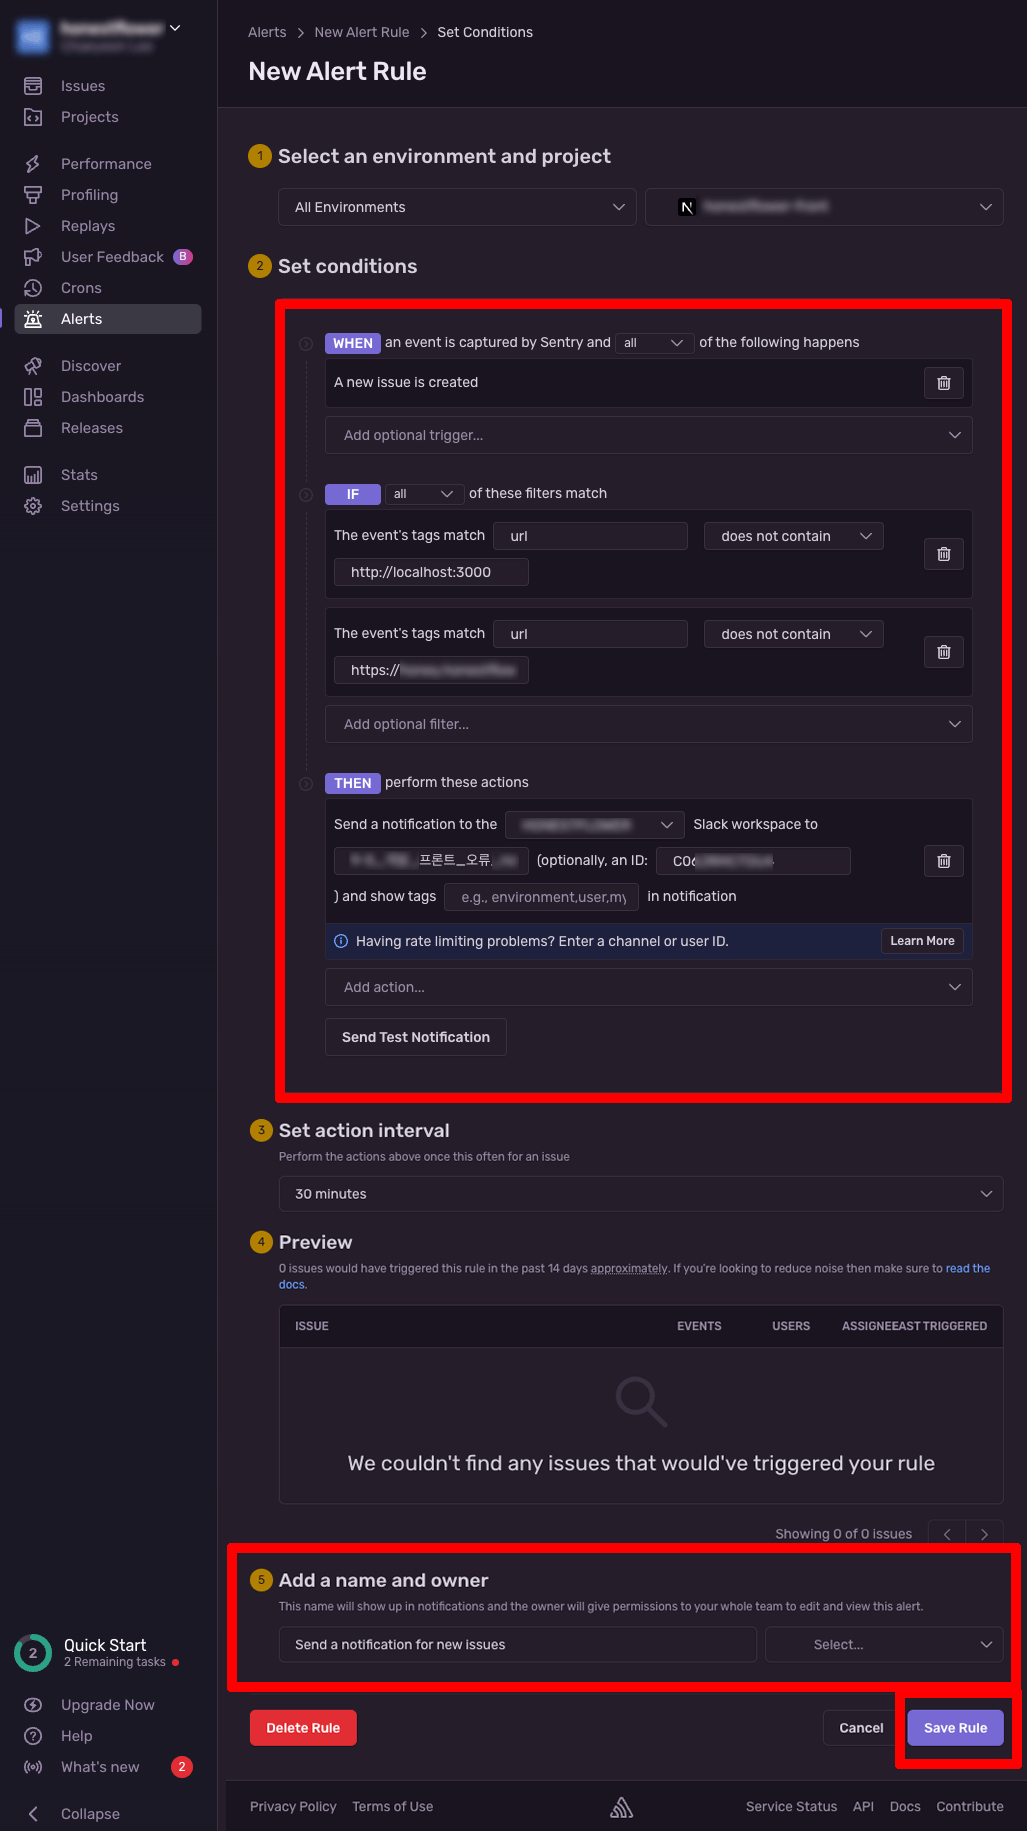 Issues
Projects
Performance
Profiling
Replays
User Feedback B
Crons
Alerts
Discover
Dashboards
Releases
Stats
Settings
2
Quick Start
2 Remaining tasks
Upgrade Now
Help
What's new 2
Collapse
Alerts > New Alert Rule > Set Conditions
New Alert Rule
1 Select an environment and project
All Environments
N
2 Set conditions
WHEN an event is captured by Sentry and all of the following happens
A new issue is created
Add optional trigger...
IF all of these filters match
The event's tags match url does not contain
http://localhost:3000
The event's tags match url does not contain
https://
Add optional filter...
THEN perform these actions
Send a notification to the Slack workspace to
프론트_오류 (optionally, an ID:
) and show tags e.g., environment,user,my in notification
Having rate limiting problems? Enter a channel or user ID. Learn More
Add action...
Send Test Notification
3 Set action interval
Perform the actions above once this often for an issue
30 minutes
4 Preview
0 issues would have triggered this rule in the past 14 days approximately. If you're looking to reduce noise then make sure to read the
docs.
ISSUE EVENTS USERS ASSIGNEEAST TRIGGERED
We couldn't find any issues that would've triggered your rule
Showing 0 of 0 issues
5 Add a name and owner
This name will show up in notifications and the owner will give permissions to your whole team to edit and view this alert.
Send a notification for new issues Select...
Delete Rule Cancel Save Rule
Privacy Policy Terms of Use Service Status API Docs Contribute